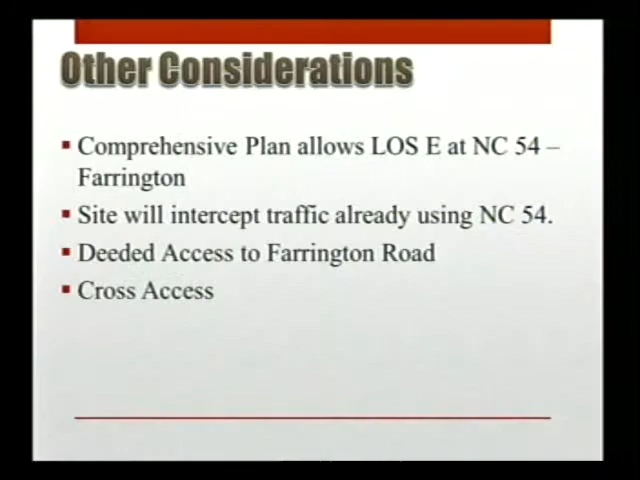 Other Considerations
Comprehensive Plan allows LOS E at NC 54 –
Farrington
Site will intercept traffic already using NC 54.
Deeded Access to Farrington Road
Cross Access